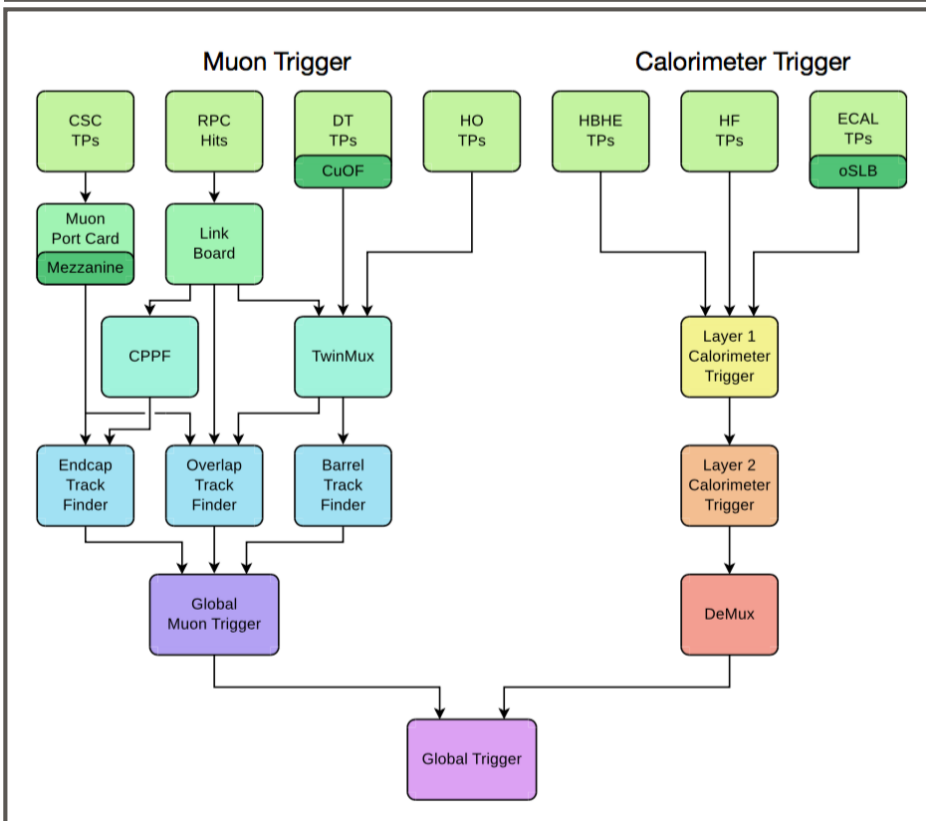 Muon Trigger
Calorimeter Trigger
CSC
TPs
RPC
Hits
DT
TPs
CuOF
HO
TPs
HBHE
TPs
HF
TPs
ECAL
TPs
oSLB
Muon
Port Card
Mezzanine
Link
Board
CPPF
TwinMux
Layer 1
Calorimeter
Trigger
Endcap
Track
Finder
Overlap
Track
Finder
Barrel
Track
Finder
Layer 2
Calorimeter
Trigger
Global
Muon Trigger
DeMux
Global Trigger